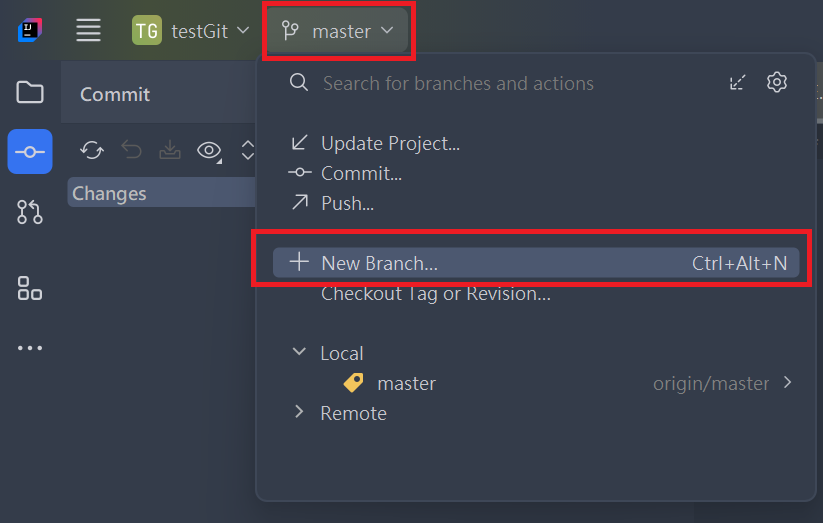 IJ
TG testGit master
Commit
Search for branches and actions
Update Project...
Commit...
Push...
Changes
New Branch... Ctrl+Alt+N
Checkout Tag or Revision...
Local
master origin/master
Remote